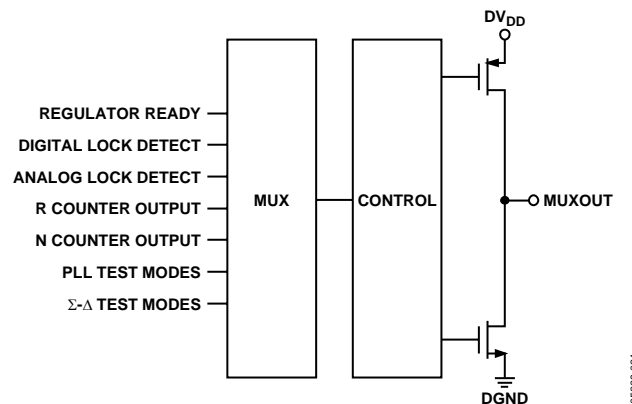 DVDD
REGULATOR READY
DIGITAL LOCK DETECT
ANALOG LOCK DETECT
R COUNTER OUTPUT
N COUNTER OUTPUT
PLL TEST MODES
Σ-Δ TEST MODES
MUX
CONTROL
MUXOUT
DGND